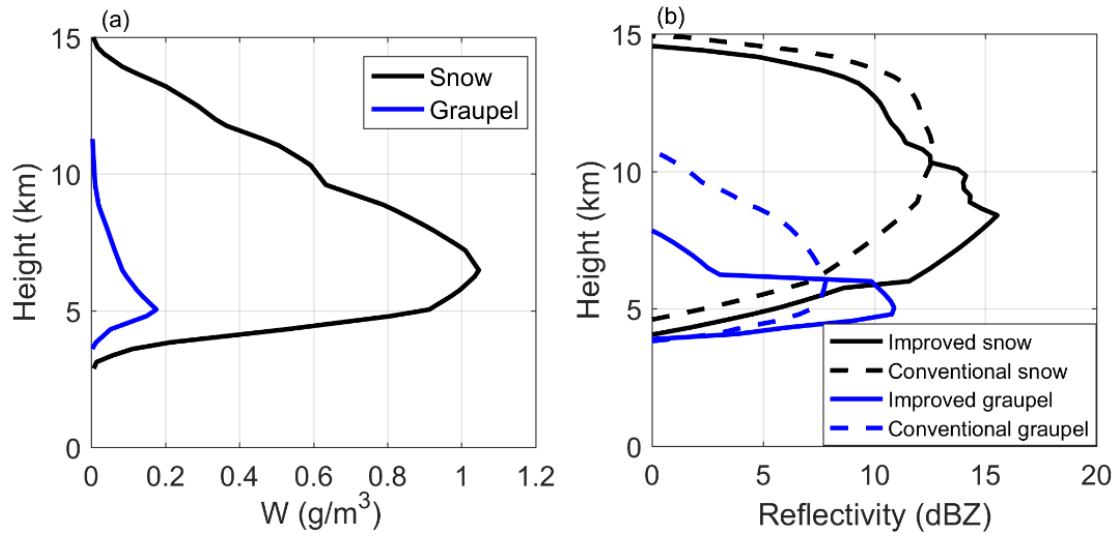 (a)
15
10
5
0
Height (km)
0
0.2
0.4
0.6
0.8
1
1.2
W (g/m³)
Snow
Graupel
(b)
15
10
5
0
Height (km)
0
5
10
15
20
Reflectivity (dBZ)
Improved snow
Conventional snow
Improved graupel
Conventional graupel